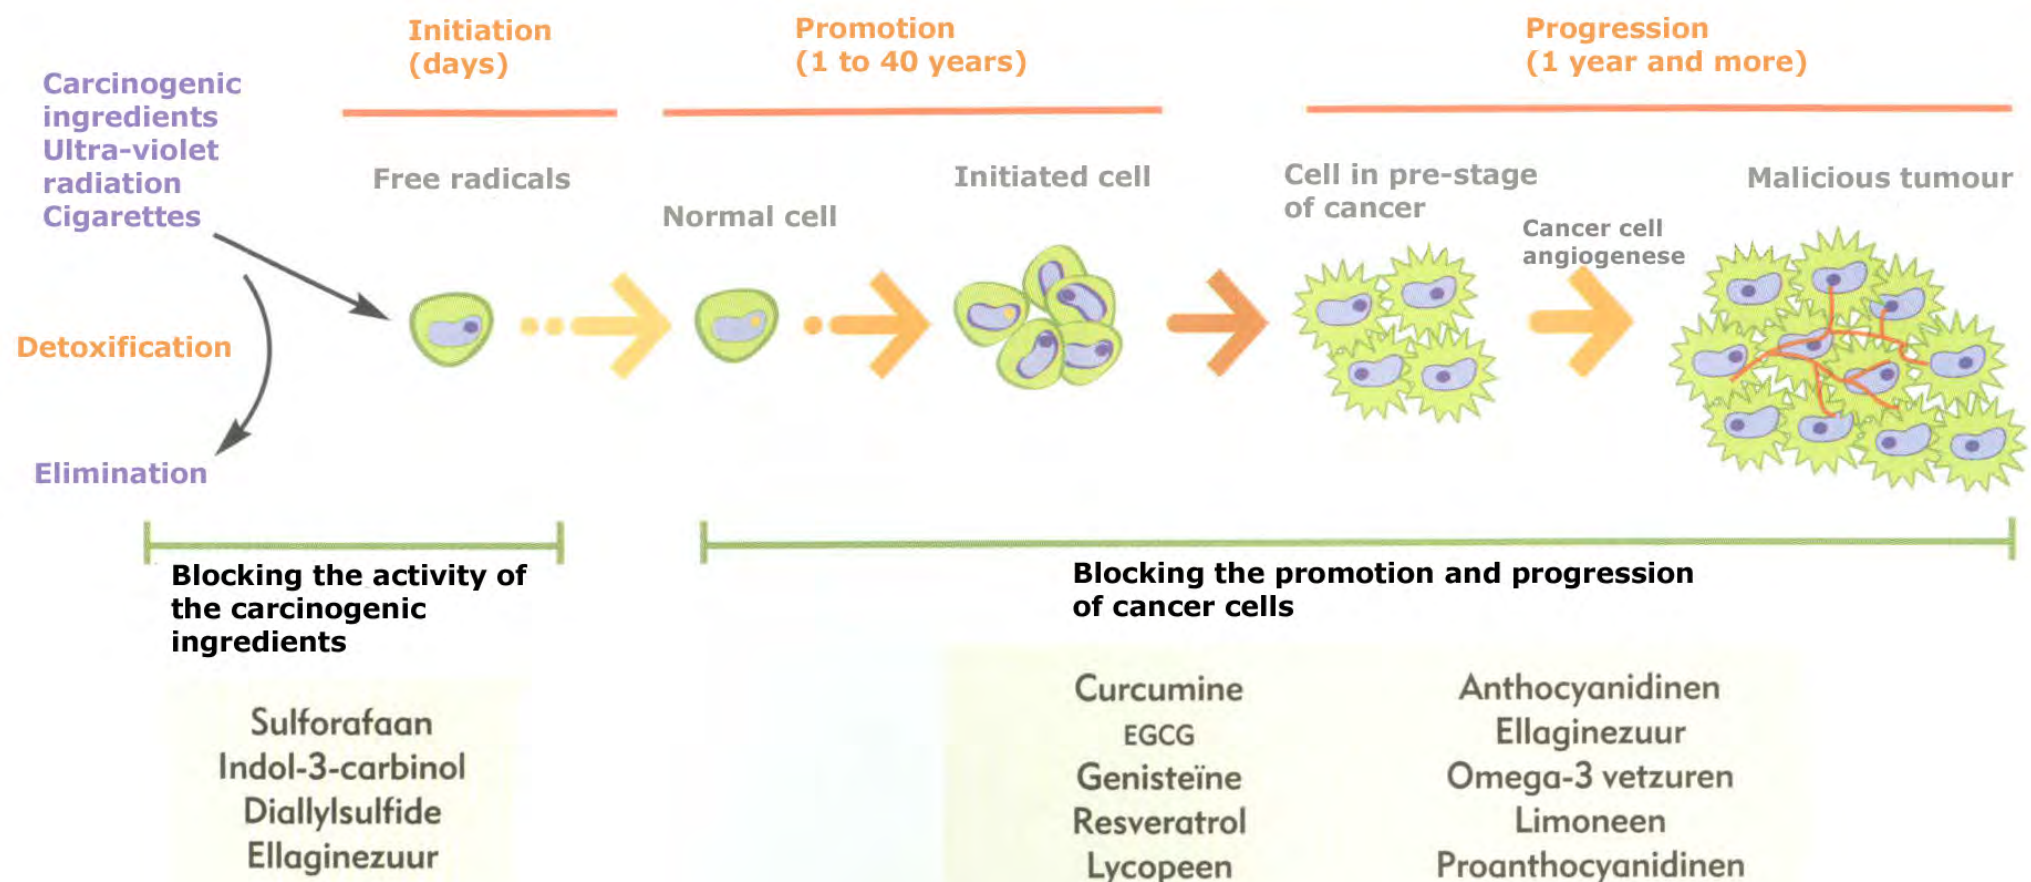 Initiation
(days)
Promotion
(1 to 40 years)
Progression
(1 year and more)
Carcinogenic
ingredients
Ultra-violet
radiation
Cigarettes
Free radicals
Normal cell
Initiated cell
Cell in pre-stage
of cancer
Cancer cell
angiogenese
Malicious tumour
Detoxification
Elimination
Blocking the activity of
the carcinogenic
ingredients
Sulforafaan
Indol-3-carbinol
Diallylsulfide
Ellaginezuur
Blocking the promotion and progression
of cancer cells
Curcumine
EGCG
Genisteïne
Resveratrol
Lycopeen
Anthocyanidinen
Ellaginezuur
Omega-3 vetzuren
Limoneen
Proanthocyanidinen